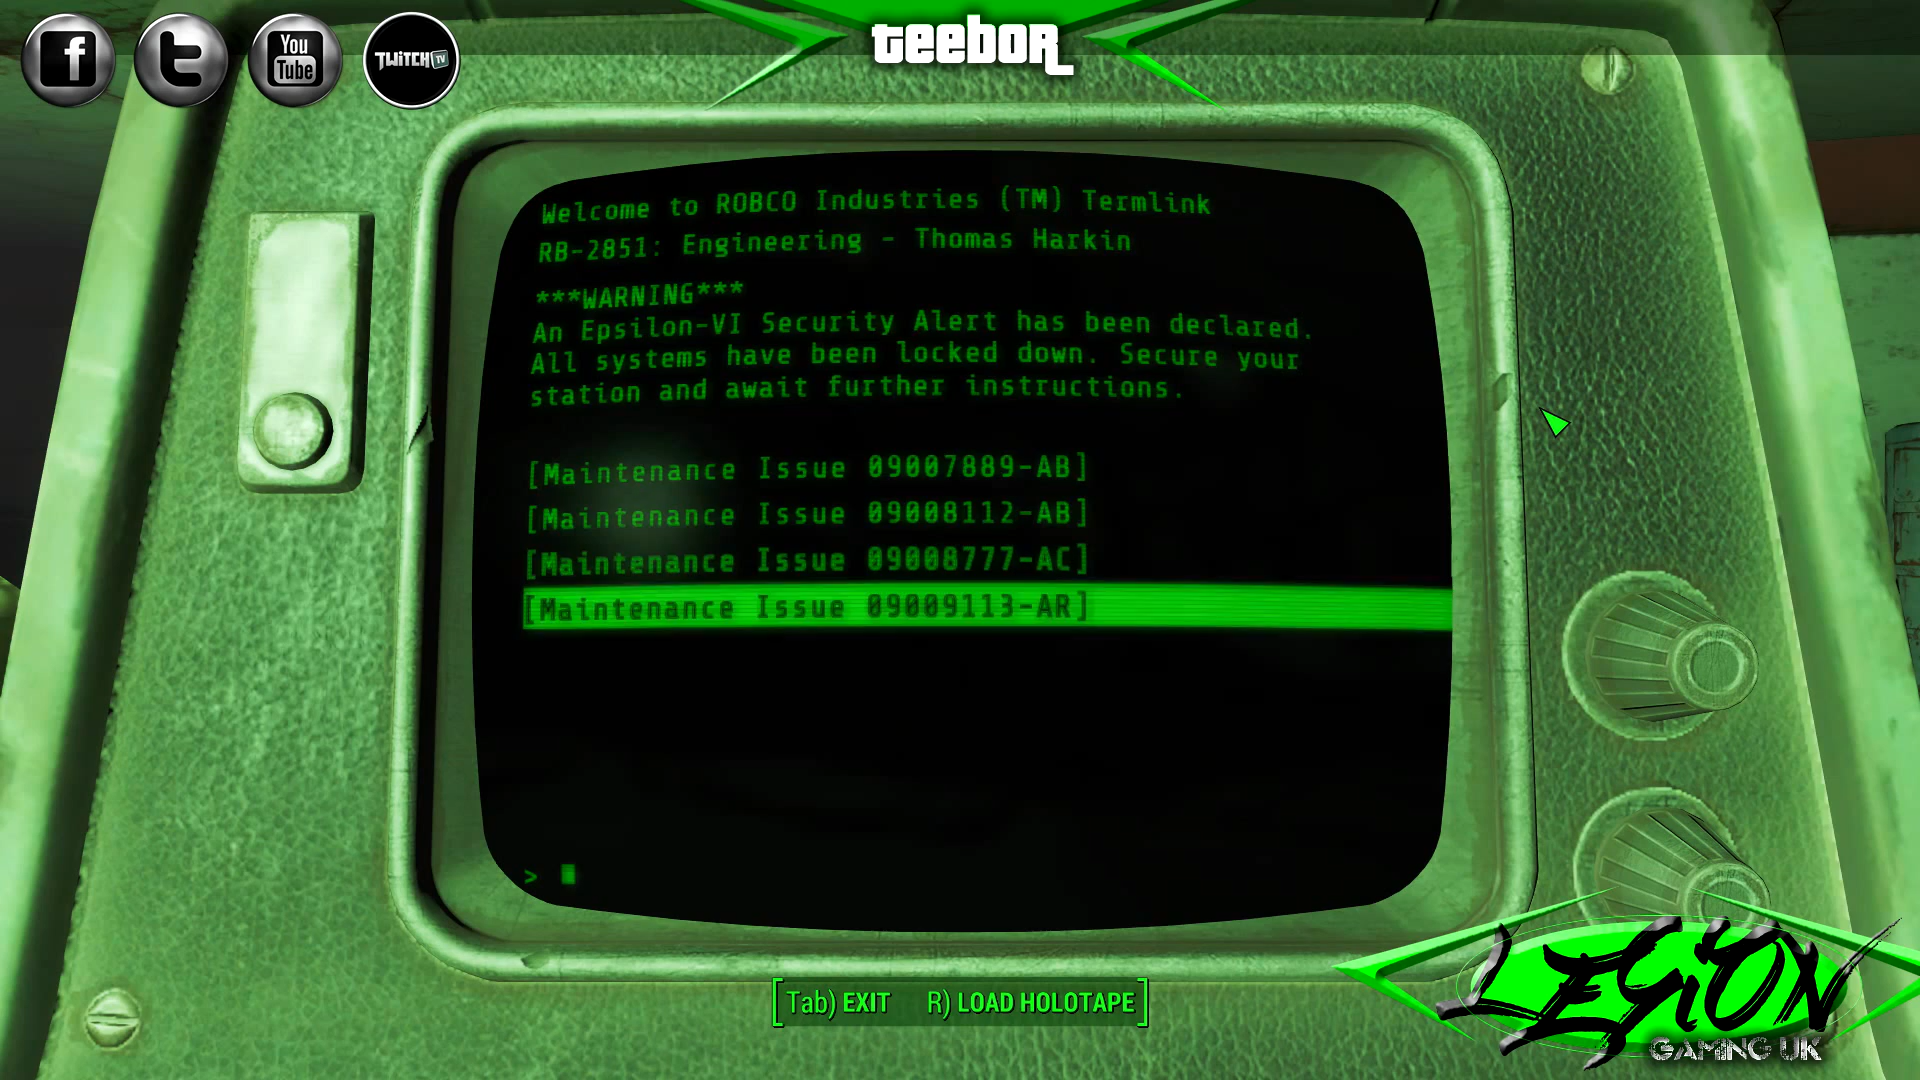 f
t
You
Tube
TWITCH TV
teeboR
Welcome to ROBCO Industries (TM) Termlink
RB-2851: Engineering - Thomas Harkin
***WARNING***
An Epsilon-VI Security Alert has been declared.
All systems have been locked down. Secure your
station and await further instructions.
[Maintenance Issue 09007889-AB]
[Maintenance Issue 09008112-AB]
[Maintenance Issue 09008777-AC]
[Maintenance Issue 09009113-AR]
>
[Tab) EXIT R) LOAD HOLOTAPE]
LEGiON
GAMING UK